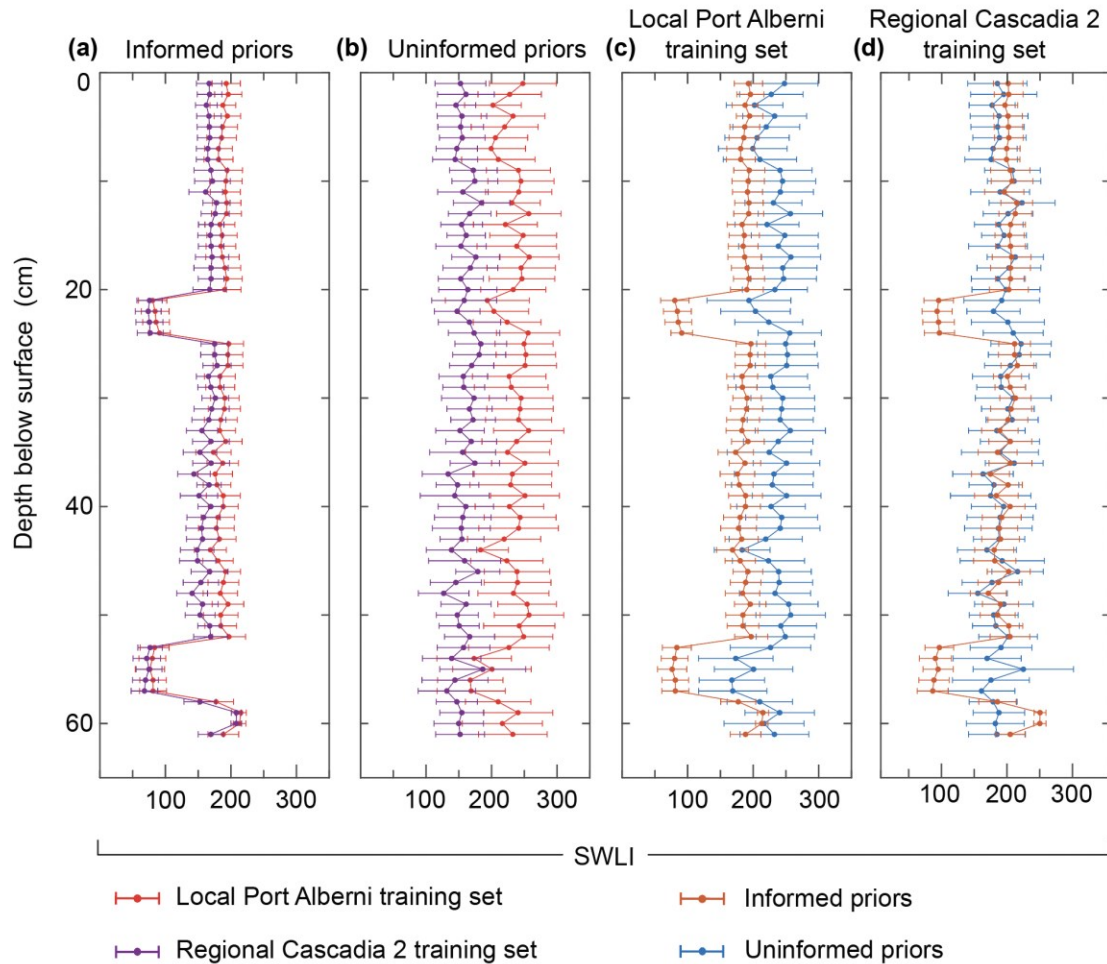 (a) Informed priors
(b) Uninformed priors
(c) Local Port Alberni
training set
(d) Regional Cascadia 2
training set
0
20
40
60
Depth below surface (cm)
100 200 300
100 200 300
100 200 300
100 200 300
SWLI
Local Port Alberni training set
Regional Cascadia 2 training set
Informed priors
Uninformed priors